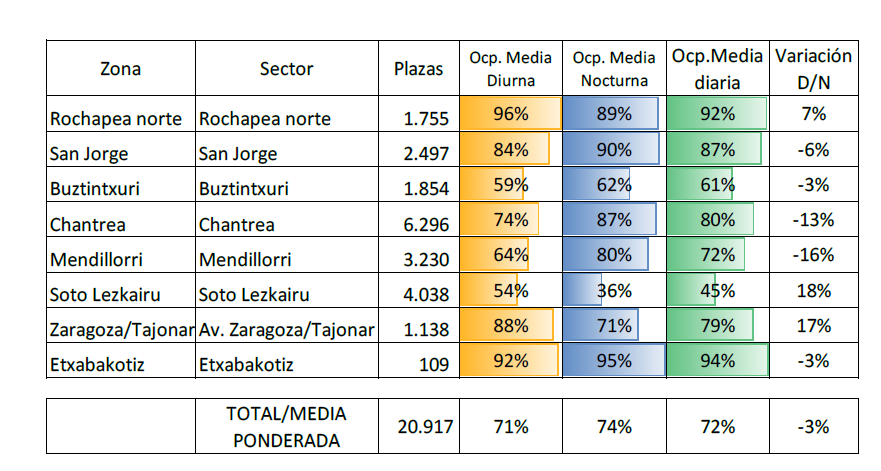 Zona Sector Plazas Ocp. Media Diurna Ocp. Media Nocturna Ocp.Media diaria Variación D/N
Rochapea norte Rochapea norte 1.755 96% 89% 92% 7%
San Jorge San Jorge 2.497 84% 90% 87% -6%
Buztintxuri Buztintxuri 1.854 59% 62% 61% -3%
Chantrea Chantrea 6.296 74% 87% 80% -13%
Mendillorri Mendillorri 3.230 64% 80% 72% -16%
Soto Lezkairu Soto Lezkairu 4.038 54% 36% 45% 18%
Zaragoza/Tajonar Av. Zaragoza/Tajonar 1.138 88% 71% 79% 17%
Etxabakotiz Etxabakotiz 109 92% 95% 94% -3%
TOTAL/MEDIA PONDERADA 20.917 71% 74% 72% -3%